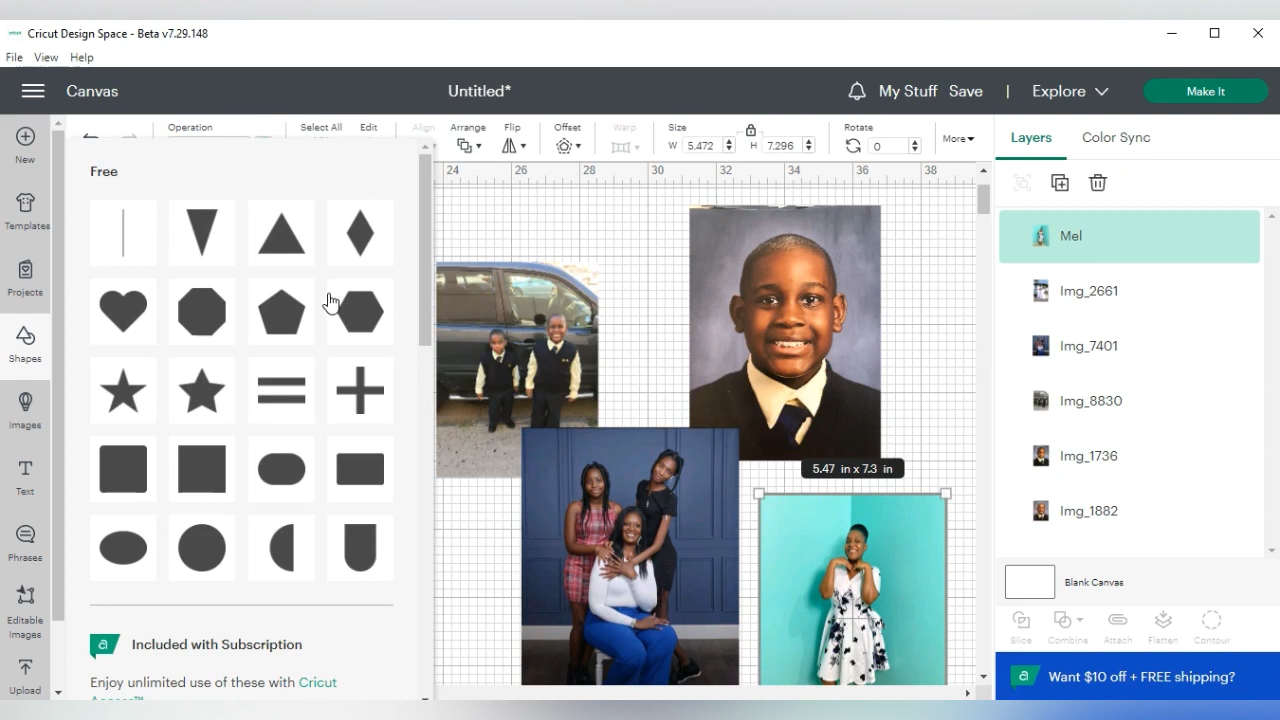 cricut Cricut Design Space - Beta v7.29.148
File View Help
Canvas Untitled* My Stuff Save | Explore Make It
Operation Select All Edit Align Arrange Flip Offset Warp Size Rotate
W 5.472 H 7.296 0 More
Layers Color Sync
New
Templates
Projects
Shapes
Images
Text
Phrases
Editable
Images
Upload
Free
Included with Subscription
Enjoy unlimited use of these with Cricut
Access™
24 26 28 30 32 34 36 38
5.47 in x 7.3 in
Mel
Img_2661
Img_7401
Img_8830
Img_1736
Img_1882
Blank Canvas
Slice Combine Attach Flatten Contour
a Want $10 off + FREE shipping?